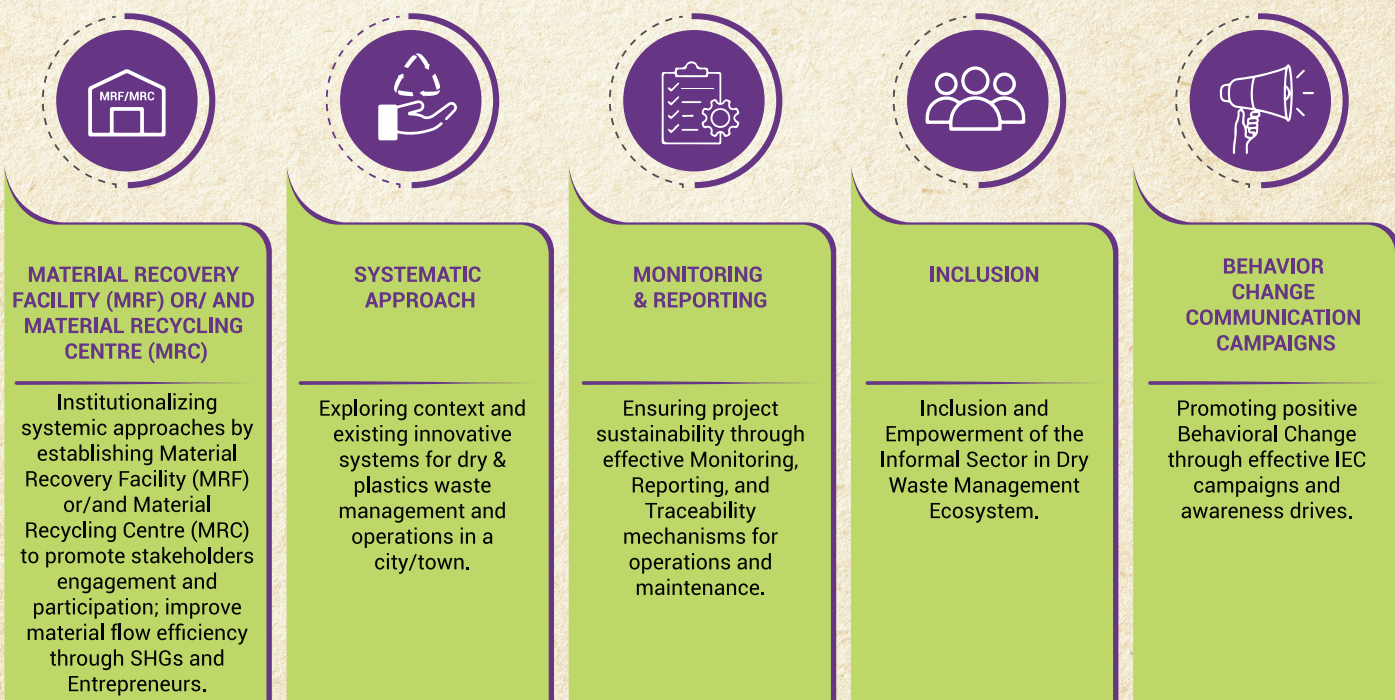 MRF/MRC
MATERIAL RECOVERY
FACILITY (MRF) OR/ AND
MATERIAL RECYCLING
CENTRE (MRC)
Institutionalizing
systemic approaches by
establishing Material
Recovery Facility (MRF)
or/and Material
Recycling Centre (MRC)
to promote stakeholders
engagement and
participation; improve
material flow efficiency
through SHGs and
Entrepreneurs.
SYSTEMATIC
APPROACH
Exploring context and
existing innovative
systems for dry &
plastics waste
management and
operations in a
city/town.
MONITORING
& REPORTING
Ensuring project
sustainability through
effective Monitoring,
Reporting, and
Traceability
mechanisms for
operations and
maintenance.
INCLUSION
Inclusion and
Empowerment of the
Informal Sector in Dry
Waste Management
Ecosystem.
BEHAVIOR
CHANGE
COMMUNICATION
CAMPAIGNS
Promoting positive
Behavioral Change
through effective IEC
campaigns and
awareness drives.